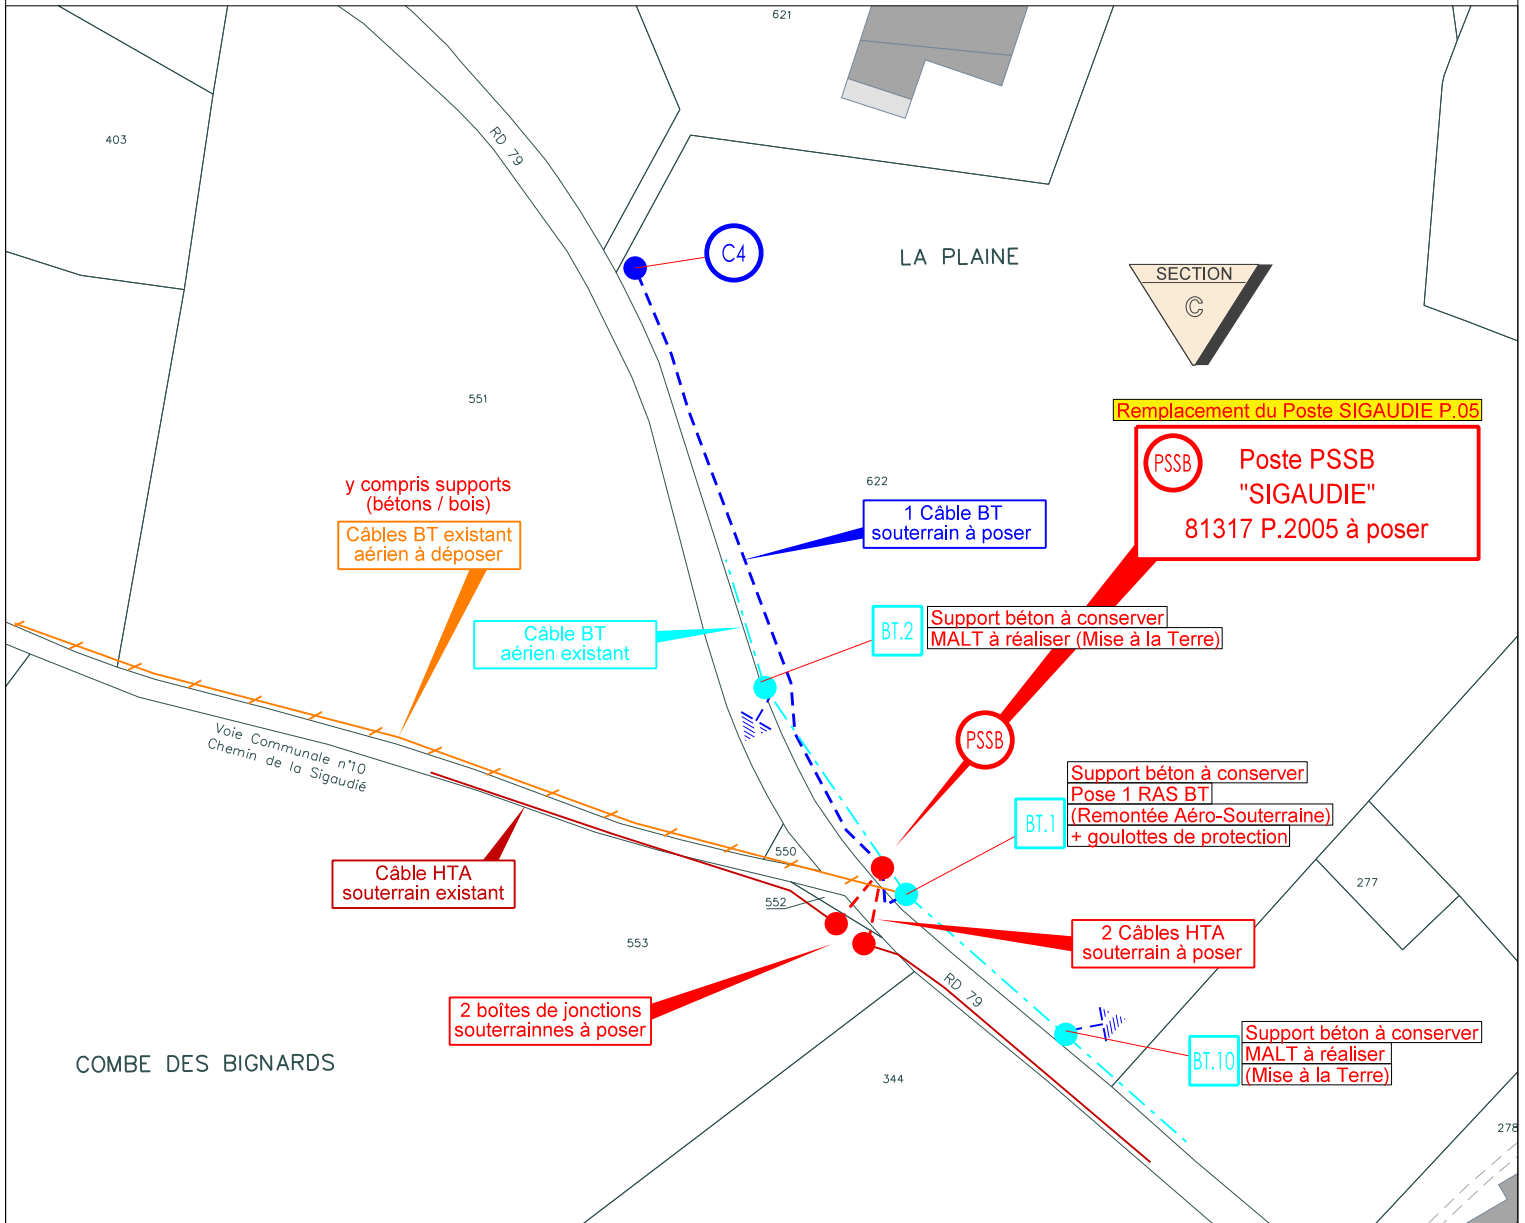 621
403
RD 79
C4
LA PLAINE
SECTION
C
551
Remplacement du Poste SIGAUDIE P.05
PSSB
Poste PSSB
"SIGAUDIE"
81317 P.2005 à poser
622
y compris supports
(bétons / bois)
Câbles BT existant
aérien à déposer
1 Câble BT
souterrain à poser
Câble BT
aérien existant
BT.2
Support béton à conserver
MALT à réaliser (Mise à la Terre)
Voie Communale n°10
Chemin de la Sigaudié
PSSB
BT.1
Support béton à conserver
Pose 1 RAS BT
(Remontée Aéro-Souterraine)
+ goulottes de protection
550
Câble HTA
souterrain existant
277
552
553
2 Câbles HTA
souterrain à poser
RD 79
2 boîtes de jonctions
souterrainnes à poser
COMBE DES BIGNARDS
BT.10
Support béton à conserver
MALT à réaliser
(Mise à la Terre)
344
278